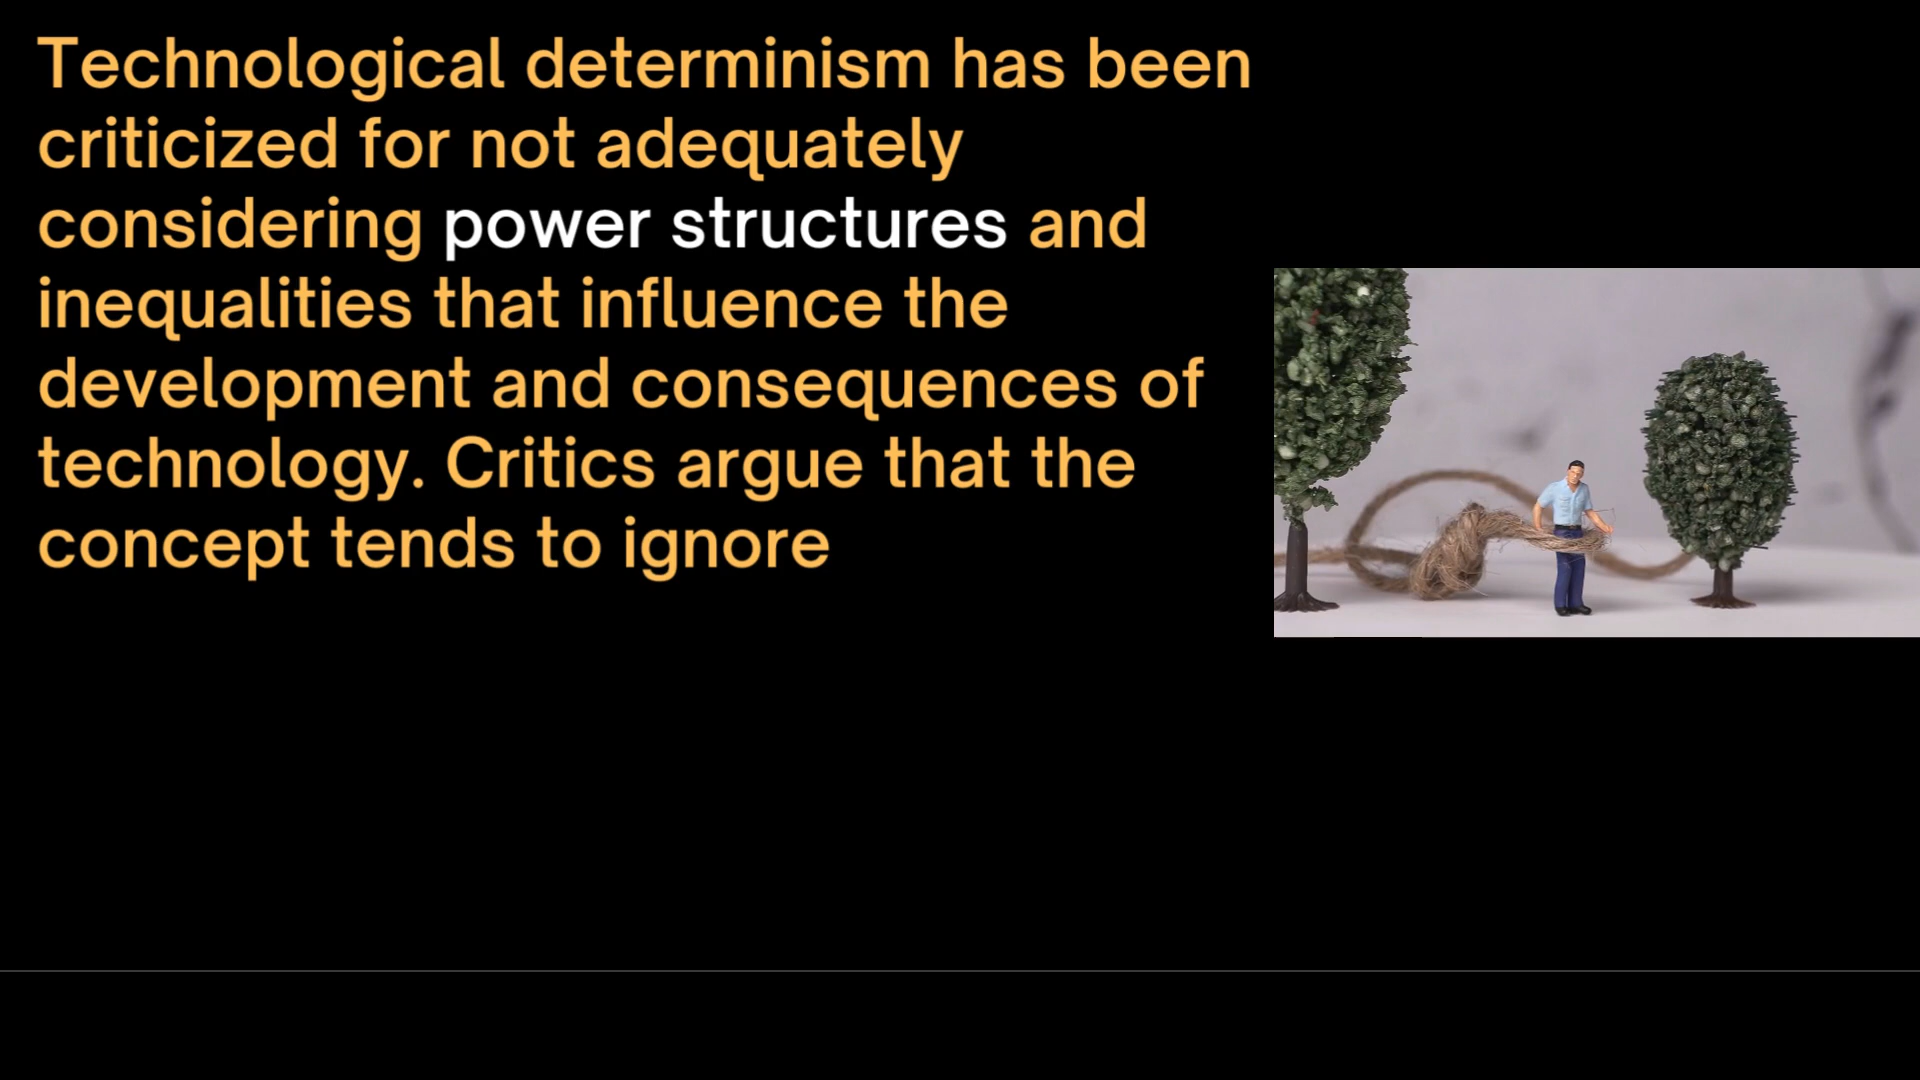 Technological determinism has been
criticized for not adequately
considering power structures and
inequalities that influence the
development and consequences of
technology. Critics argue that the
concept tends to ignore